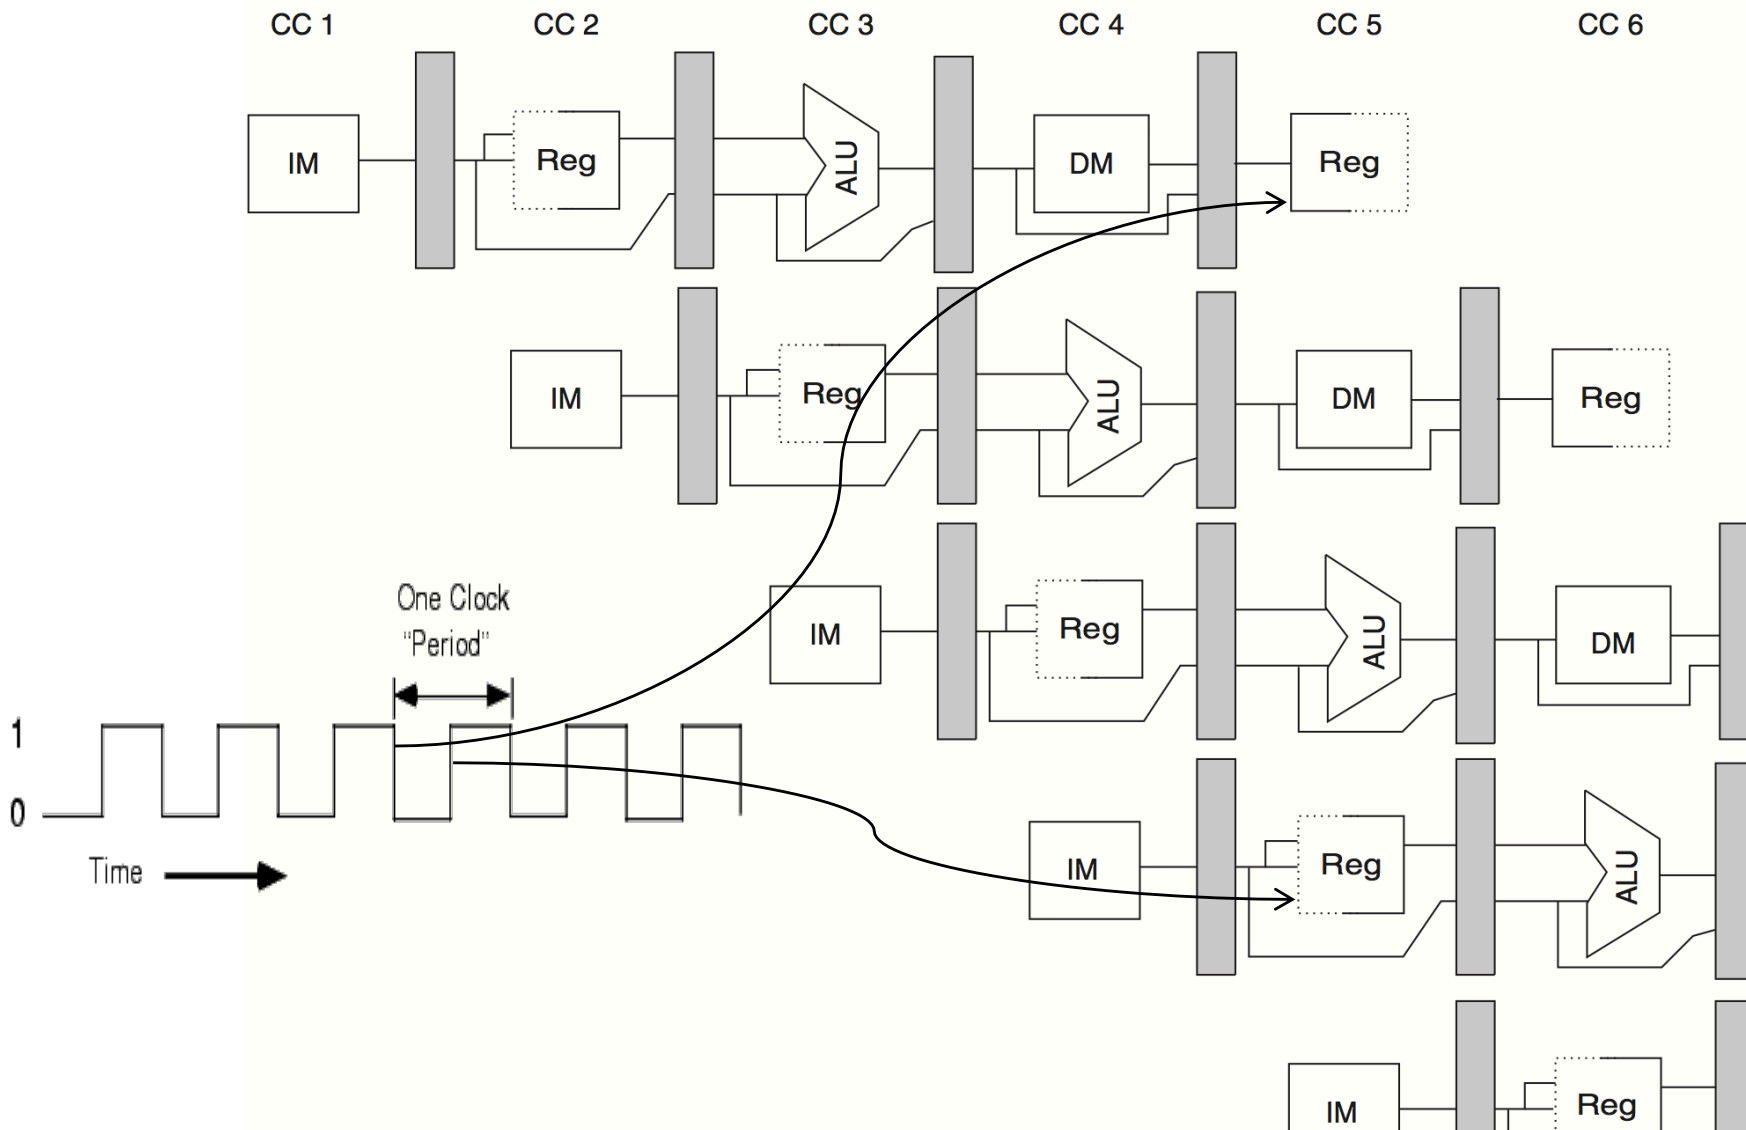 CC 1 CC 2 CC 3 CC 4 CC 5 CC 6
IM Reg ALU DM Reg
IM Reg ALU DM Reg
IM Reg ALU DM
IM Reg ALU
IM Reg
One Clock
"Period"
1
0
Time